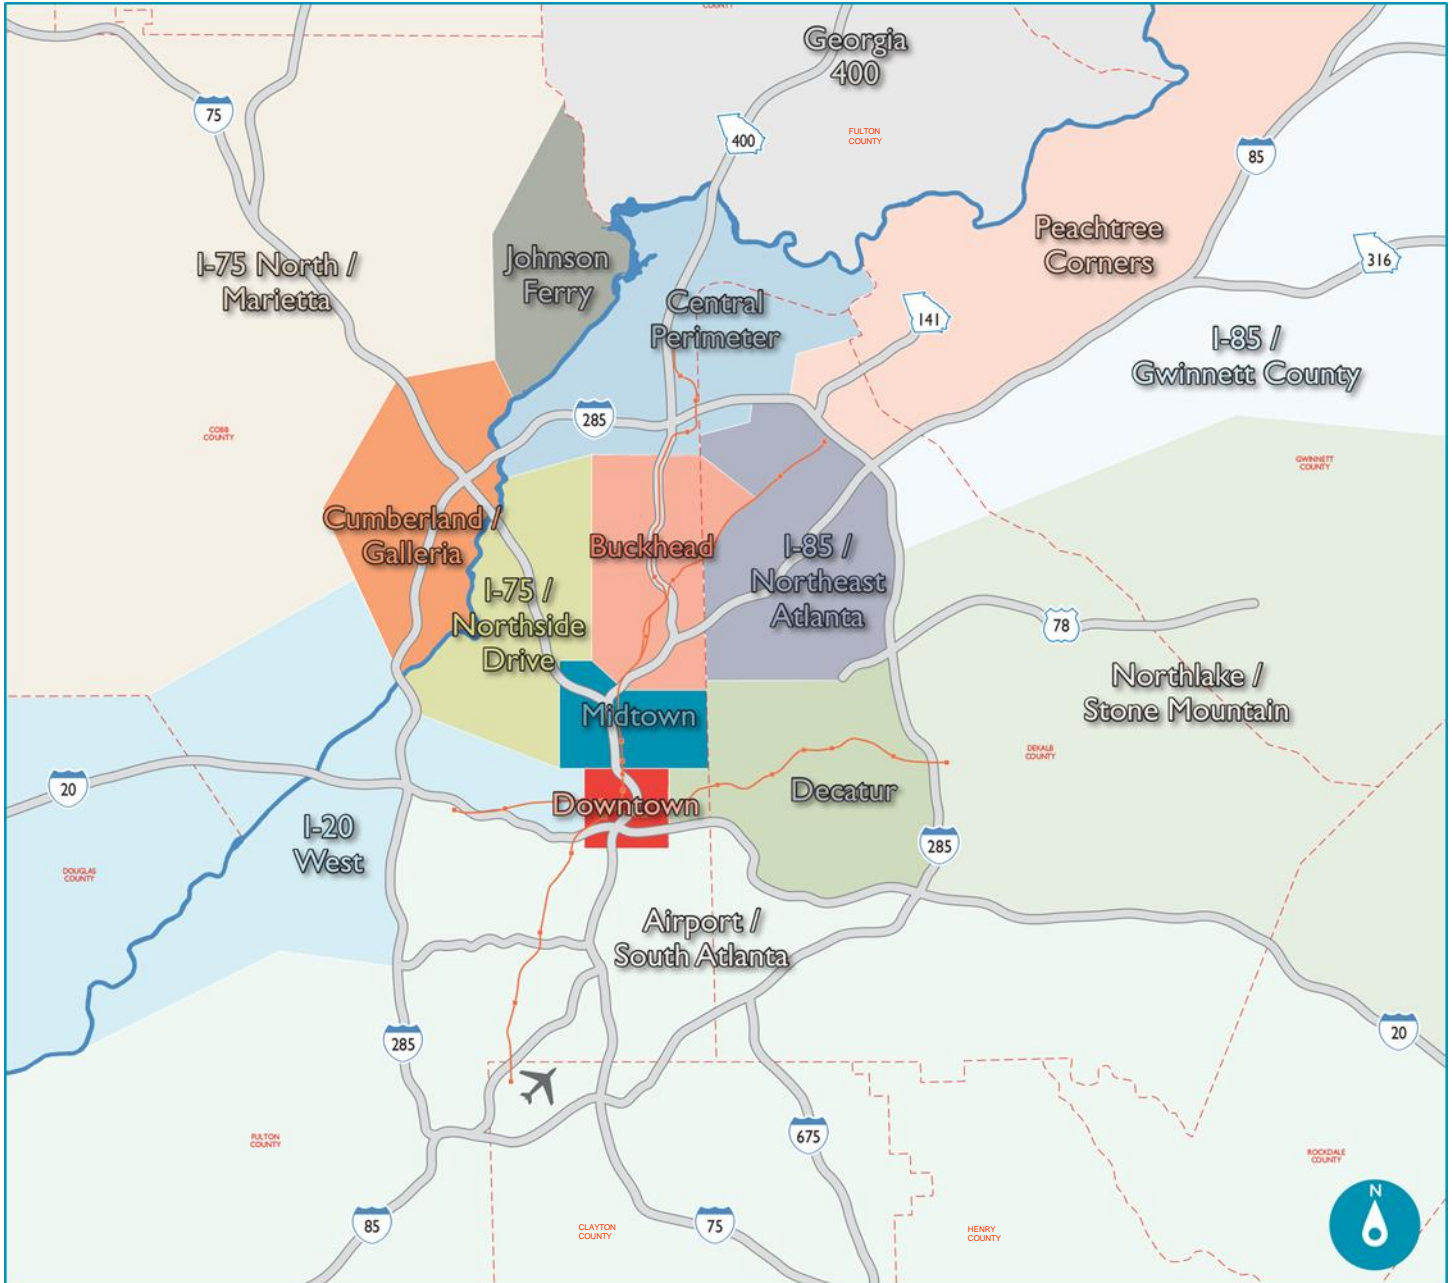 COUNTY
Georgia
400
75
400
FULTON
COUNTY
85
Peachtree
Corners
316
Johnson
Ferry
I-75 North /
Marietta
Central
Perimeter
141
I-85 /
Gwinnett County
285
COBB
COUNTY
GWINNETT
COUNTY
Cumberland /
Galleria
Buckhead
I-85 /
Northeast
Atlanta
I-75 /
Northside
Drive
78
Northlake /
Stone Mountain
Midtown
DEKALB
COUNTY
20
Downtown
Decatur
I-20
West
285
DOUGLAS
COUNTY
Airport /
South Atlanta
285
20
FULTON
COUNTY
675
ROCKDALE
COUNTY
N
85
CLAYTON
COUNTY
75
HENRY
COUNTY